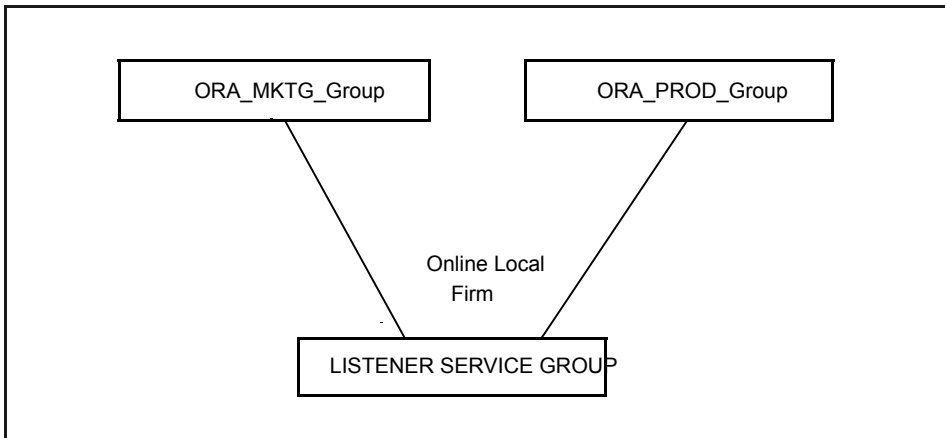 ORA_MKTG_Group
ORA_PROD_Group
Online Local
Firm
LISTENER SERVICE GROUP